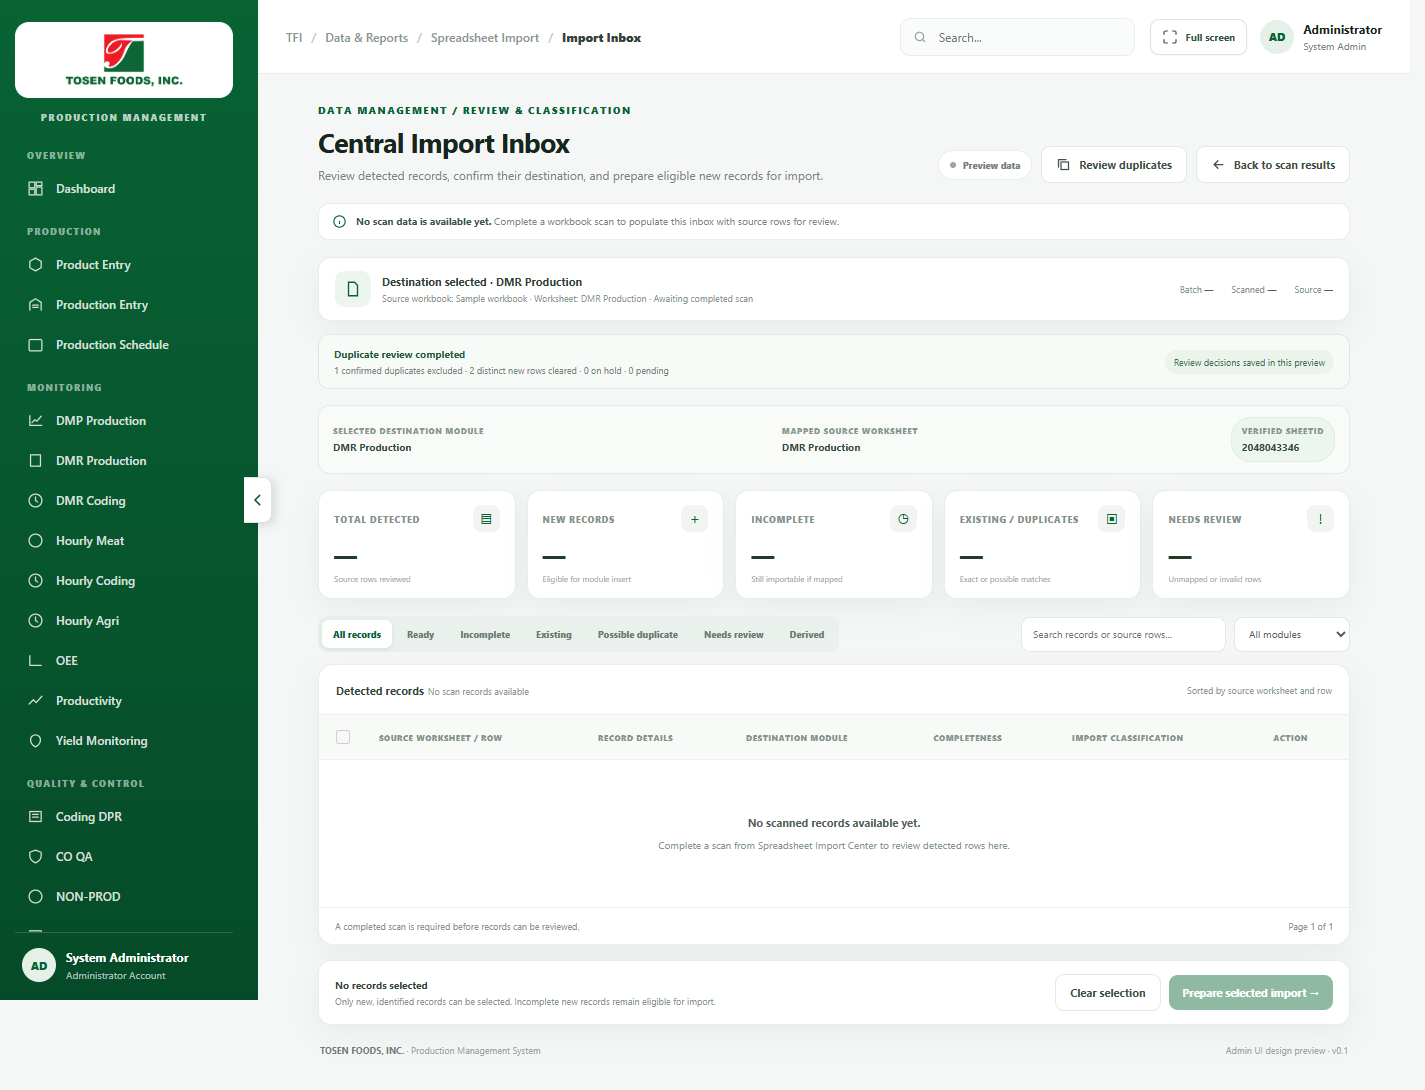 TOSEN FOODS, INC.
PRODUCTION MANAGEMENT
OVERVIEW
Dashboard
PRODUCTION
Product Entry
Production Entry
Production Schedule
MONITORING
DMP Production
DMR Production
DMR Coding
Hourly Meat
Hourly Coding
Hourly Agri
OEE
Productivity
Yield Monitoring
QUALITY & CONTROL
Coding DPR
CO QA
NON-PROD
AD
System Administrator
Administrator Account
TFI / Data & Reports / Spreadsheet Import / Import Inbox
Search...
Full screen
AD
Administrator
System Admin
DATA MANAGEMENT / REVIEW & CLASSIFICATION
Central Import Inbox
Review detected records, confirm their destination, and prepare eligible new records for import.
Preview data
Review duplicates
← Back to scan results
No scan data is available yet. Complete a workbook scan to populate this inbox with source rows for review.
Destination selected · DMR Production
Source workbook: Sample workbook · Worksheet: DMR Production · Awaiting completed scan
Batch — Scanned — Source —
Duplicate review completed
1 confirmed duplicates excluded · 2 distinct new rows cleared · 0 on hold · 0 pending
Review decisions saved in this preview
SELECTED DESTINATION MODULE
DMR Production
MAPPED SOURCE WORKSHEET
DMR Production
VERIFIED SHEETID
2048043346
TOTAL DETECTED
—
Source rows reviewed
NEW RECORDS
+
—
Eligible for module insert
INCOMPLETE
—
Still importable if mapped
EXISTING / DUPLICATES
—
Exact or possible matches
NEEDS REVIEW
!
—
Unmapped or invalid rows
All records Ready Incomplete Existing Possible duplicate Needs review Derived
Search records or source rows...
All modules
Detected records No scan records available
Sorted by source worksheet and row
SOURCE WORKSHEET / ROW RECORD DETAILS DESTINATION MODULE COMPLETENESS IMPORT CLASSIFICATION ACTION
No scanned records available yet.
Complete a scan from Spreadsheet Import Center to review detected rows here.
A completed scan is required before records can be reviewed.
Page 1 of 1
No records selected
Only new, identified records can be selected. Incomplete new records remain eligible for import.
Clear selection
Prepare selected import →
TOSEN FOODS, INC. · Production Management System
Admin UI design preview · v0.1